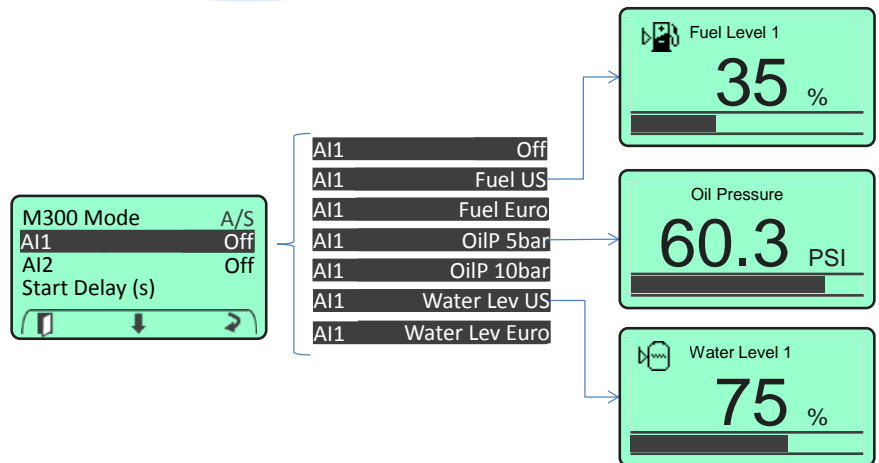 M300 Mode A/S
AI1 Off
AI2 Off
Start Delay (s)
AI1 Off
AI1 Fuel US
AI1 Fuel Euro
AI1 OilP 5bar
AI1 OilP 10bar
AI1 Water Lev US
AI1 Water Lev Euro
Fuel Level 1
35 %
Oil Pressure
60.3 PSI
Water Level 1
75 %